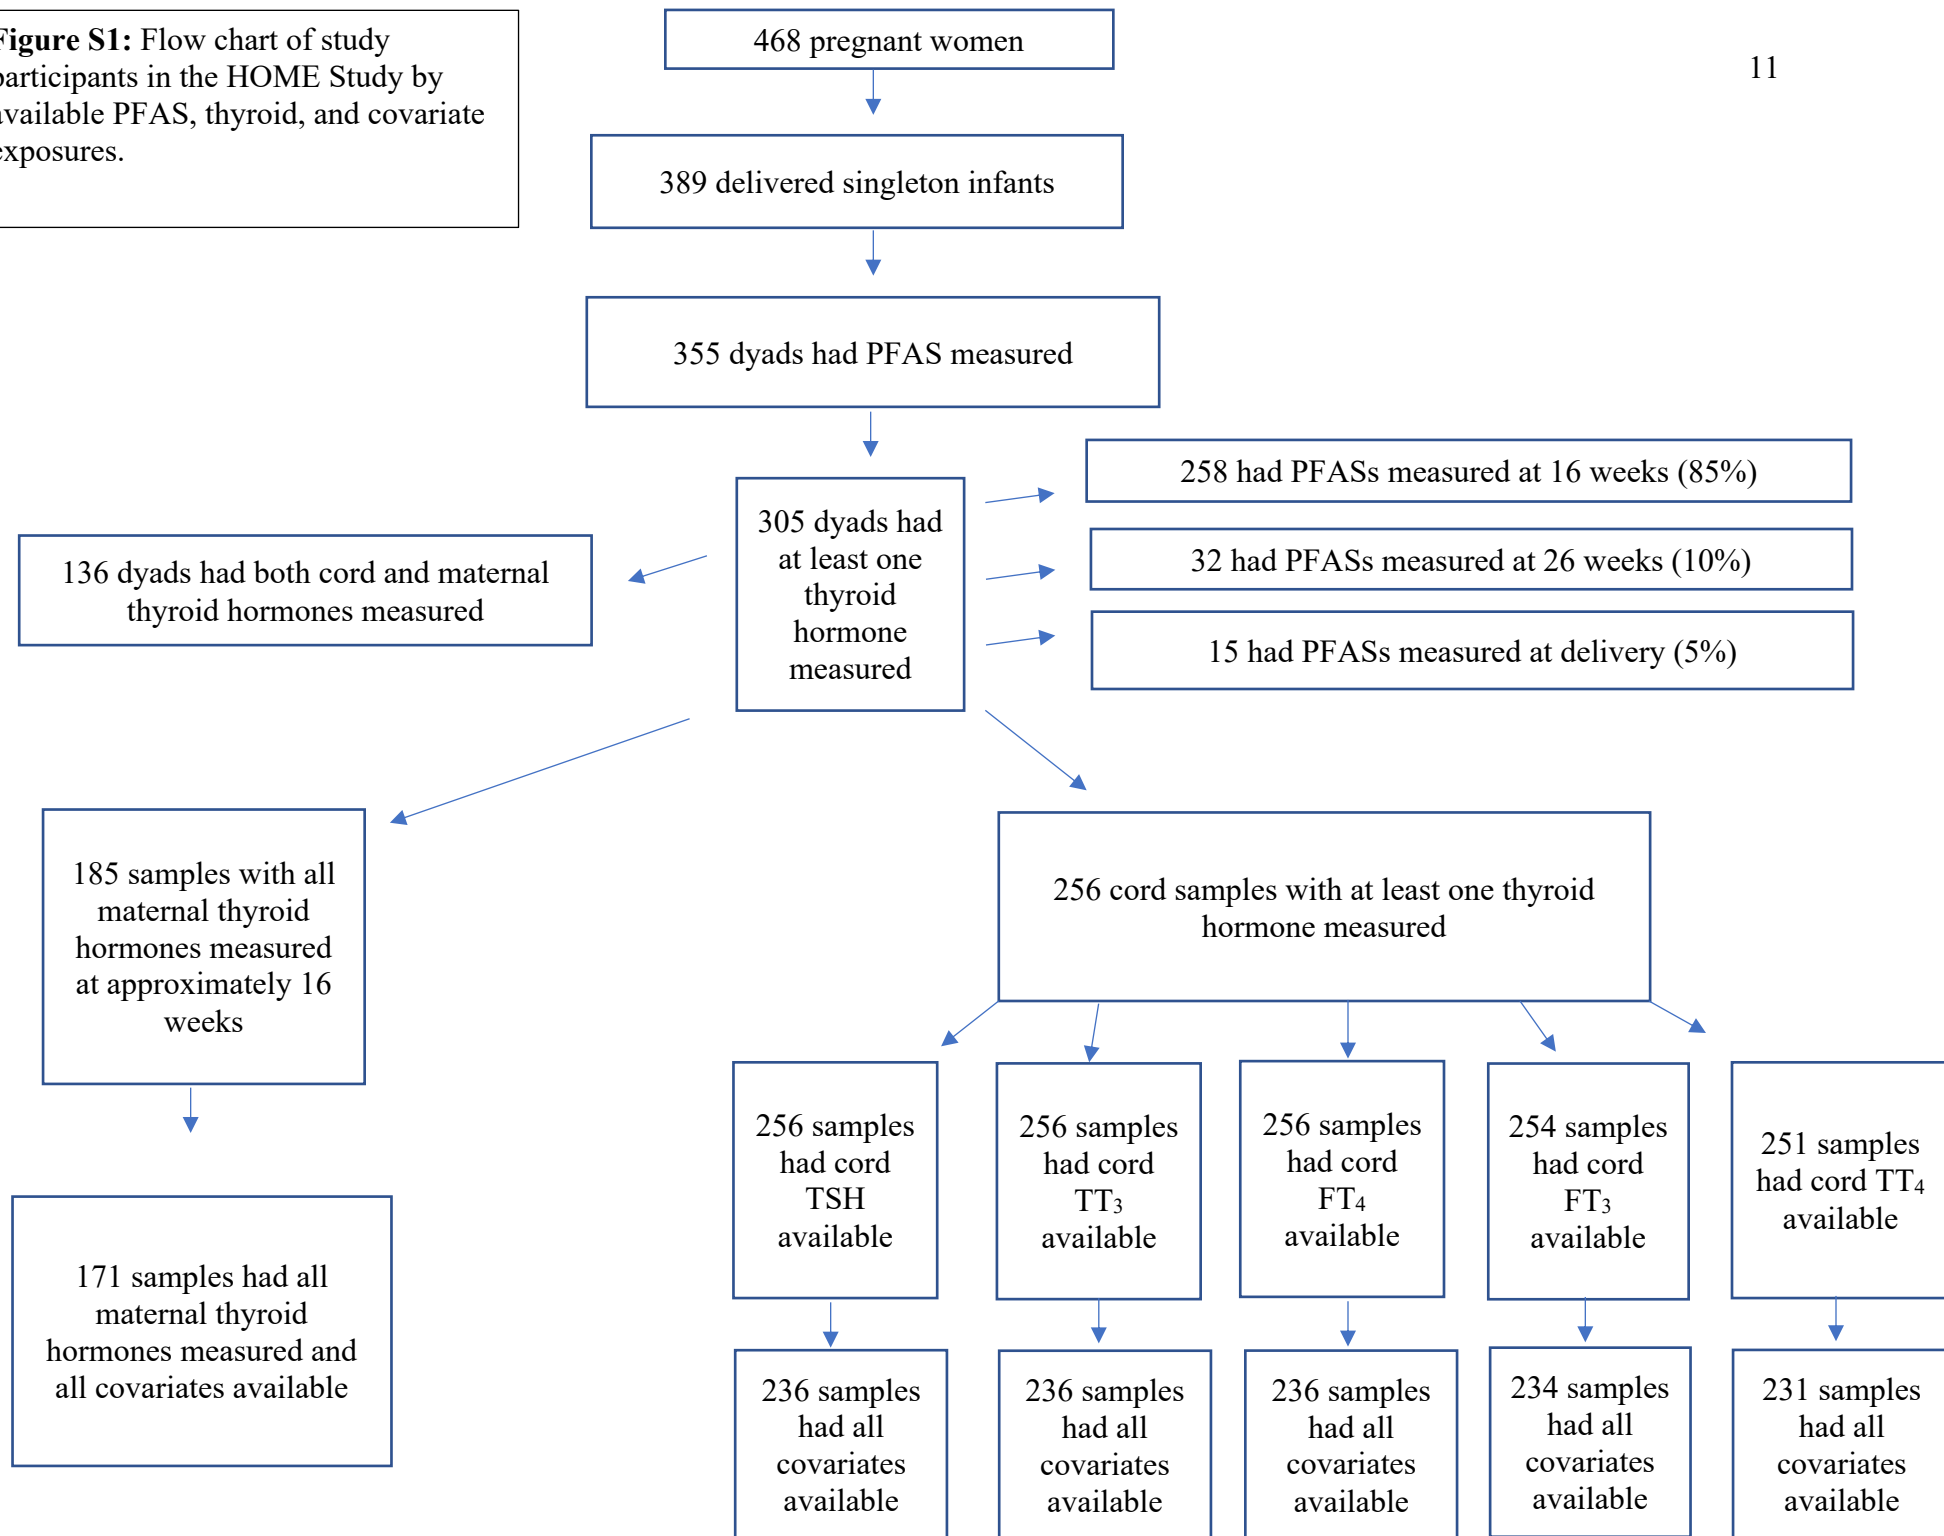 Figure S1: Flow chart of study
participants in the HOME Study by
available PFAS, thyroid, and covariate
exposures.
468 pregnant women
11
389 delivered singleton infants
355 dyads had PFAS measured
305 dyads had
at least one
thyroid
hormone
measured
258 had PFASs measured at 16 weeks (85%)
32 had PFASs measured at 26 weeks (10%)
15 had PFASs measured at delivery (5%)
136 dyads had both cord and maternal
thyroid hormones measured
185 samples with all
maternal thyroid
hormones measured
at approximately 16
weeks
256 cord samples with at least one thyroid
hormone measured
256 samples
had cord
TSH
available
256 samples
had cord
TT₃
available
256 samples
had cord
FT₄
available
254 samples
had cord
FT₃
available
251 samples
had cord TT₄
available
171 samples had all
maternal thyroid
hormones measured and
all covariates available
236 samples
had all
covariates
available
236 samples
had all
covariates
available
236 samples
had all
covariates
available
234 samples
had all
covariates
available
231 samples
had all
covariates
available